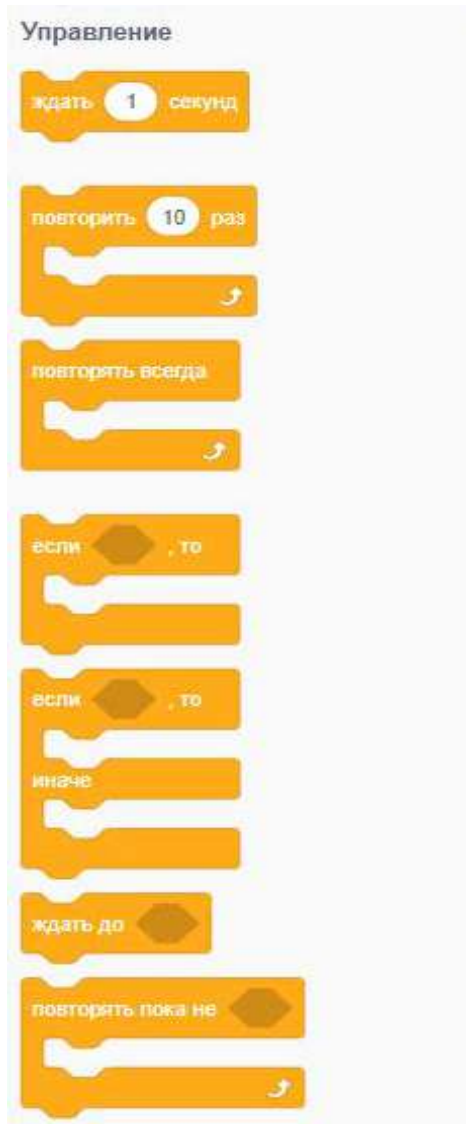 Управление
ждать 1 секунд
повторить 10 раз
повторять всегда
если , то
если , то
иначе
ждать до
повторять пока не